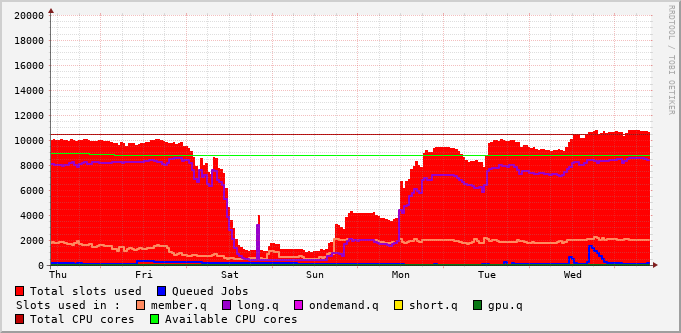 RRDTOOL / TOBI OETIKER
20000
18000
16000
14000
12000
10000
8000
6000
4000
2000
0
Thu Fri Sat Sun Mon Tue Wed
Total slots used Queued Jobs
Slots used in : member.q long.q ondemand.q short.q gpu.q
Total CPU cores Available CPU cores